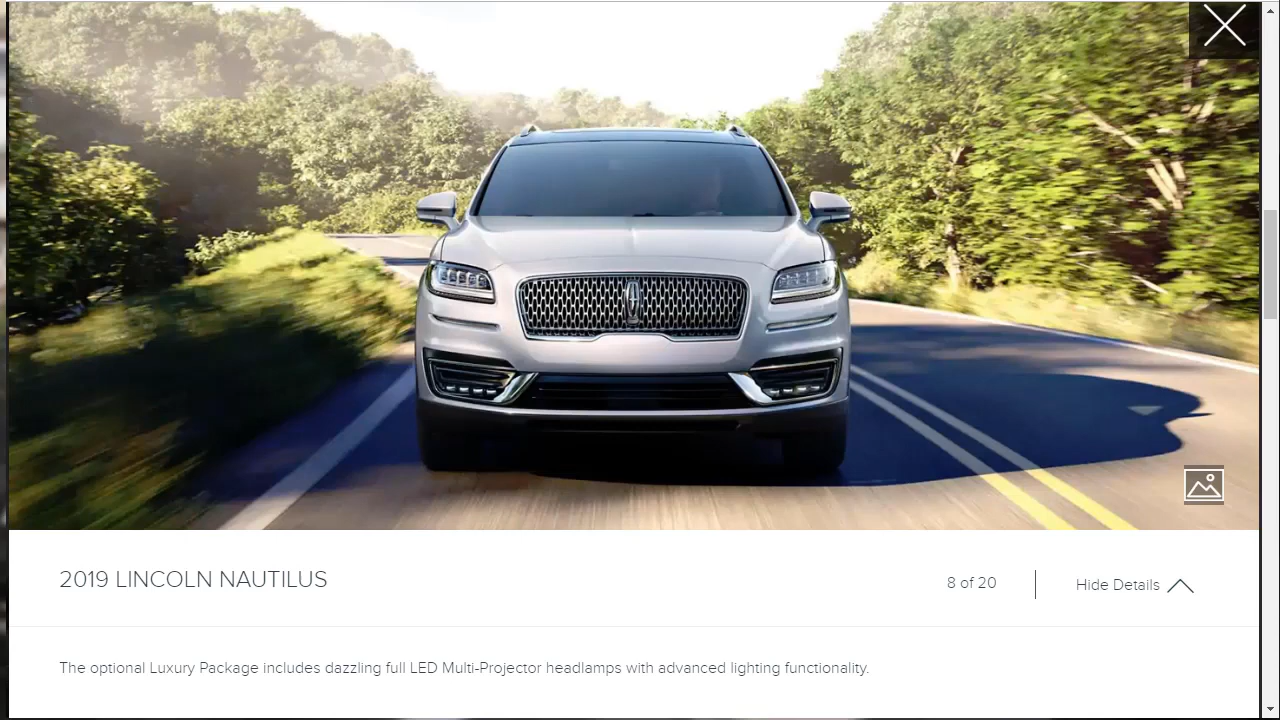 2019 LINCOLN NAUTILUS
8 of 20
Hide Details
The optional Luxury Package includes dazzling full LED Multi-Projector headlamps with advanced lighting functionality.